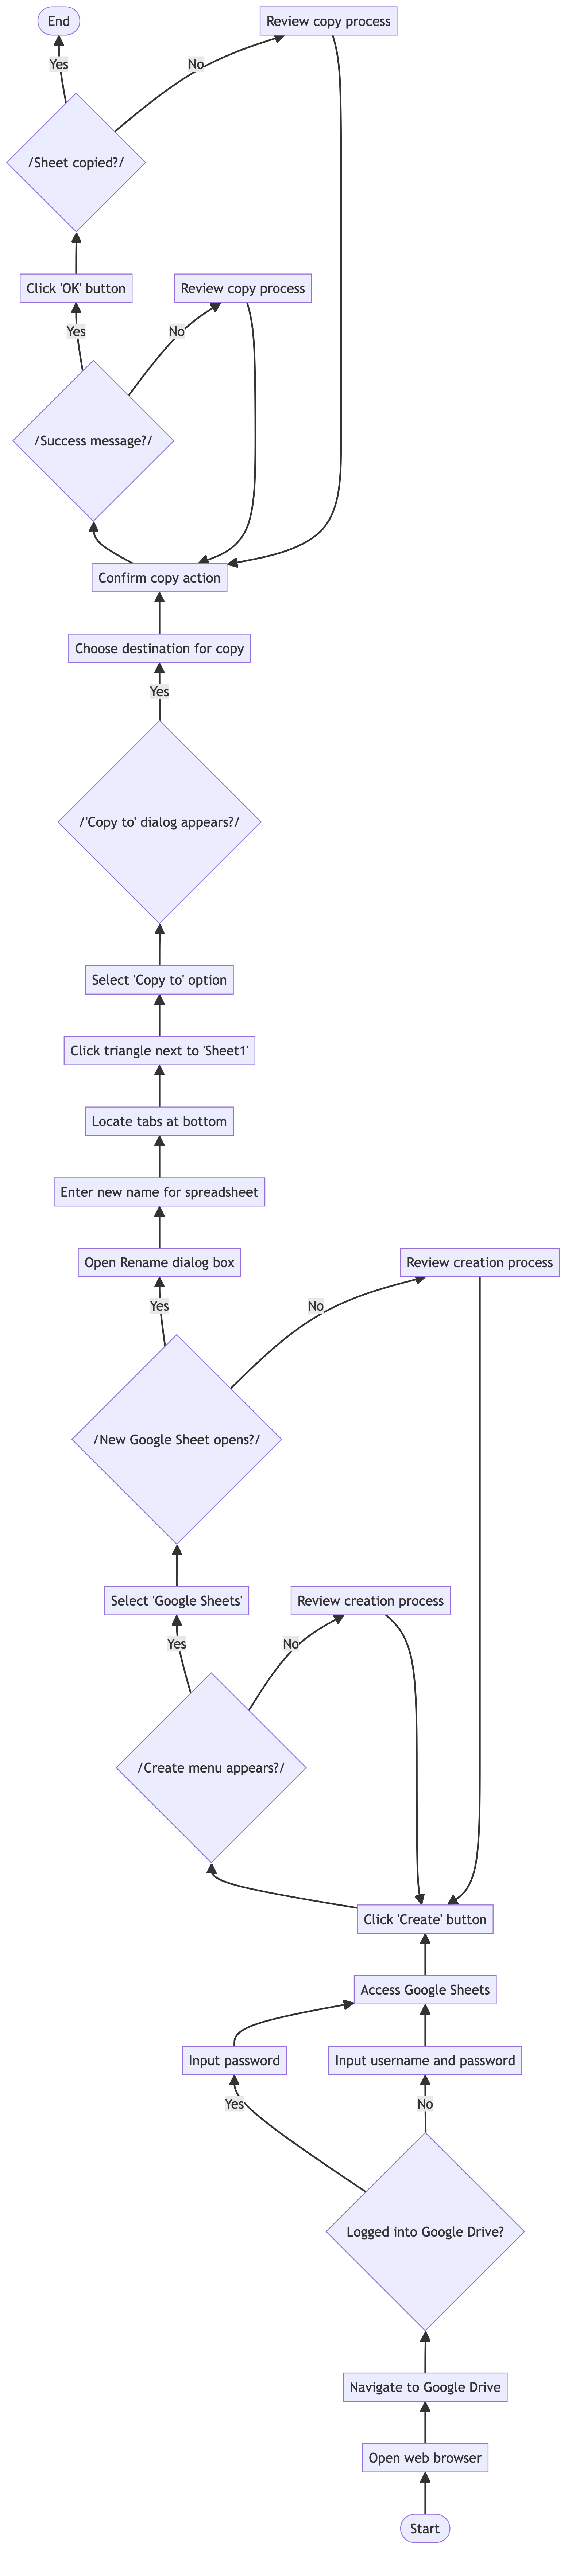 End
Review copy process
Yes
No
/Sheet copied?/
Click 'OK' button
Review copy process
Yes
No
/Success message?/
Confirm copy action
Choose destination for copy
Yes
/'Copy to' dialog appears?/
Select 'Copy to' option
Click triangle next to 'Sheet1'
Locate tabs at bottom
Enter new name for spreadsheet
Open Rename dialog box
Review creation process
Yes
No
/New Google Sheet opens?/
Select 'Google Sheets'
Review creation process
Yes
No
/Create menu appears?/
Click 'Create' button
Access Google Sheets
Input password
Input username and password
Yes
No
Logged into Google Drive?
Navigate to Google Drive
Open web browser
Start